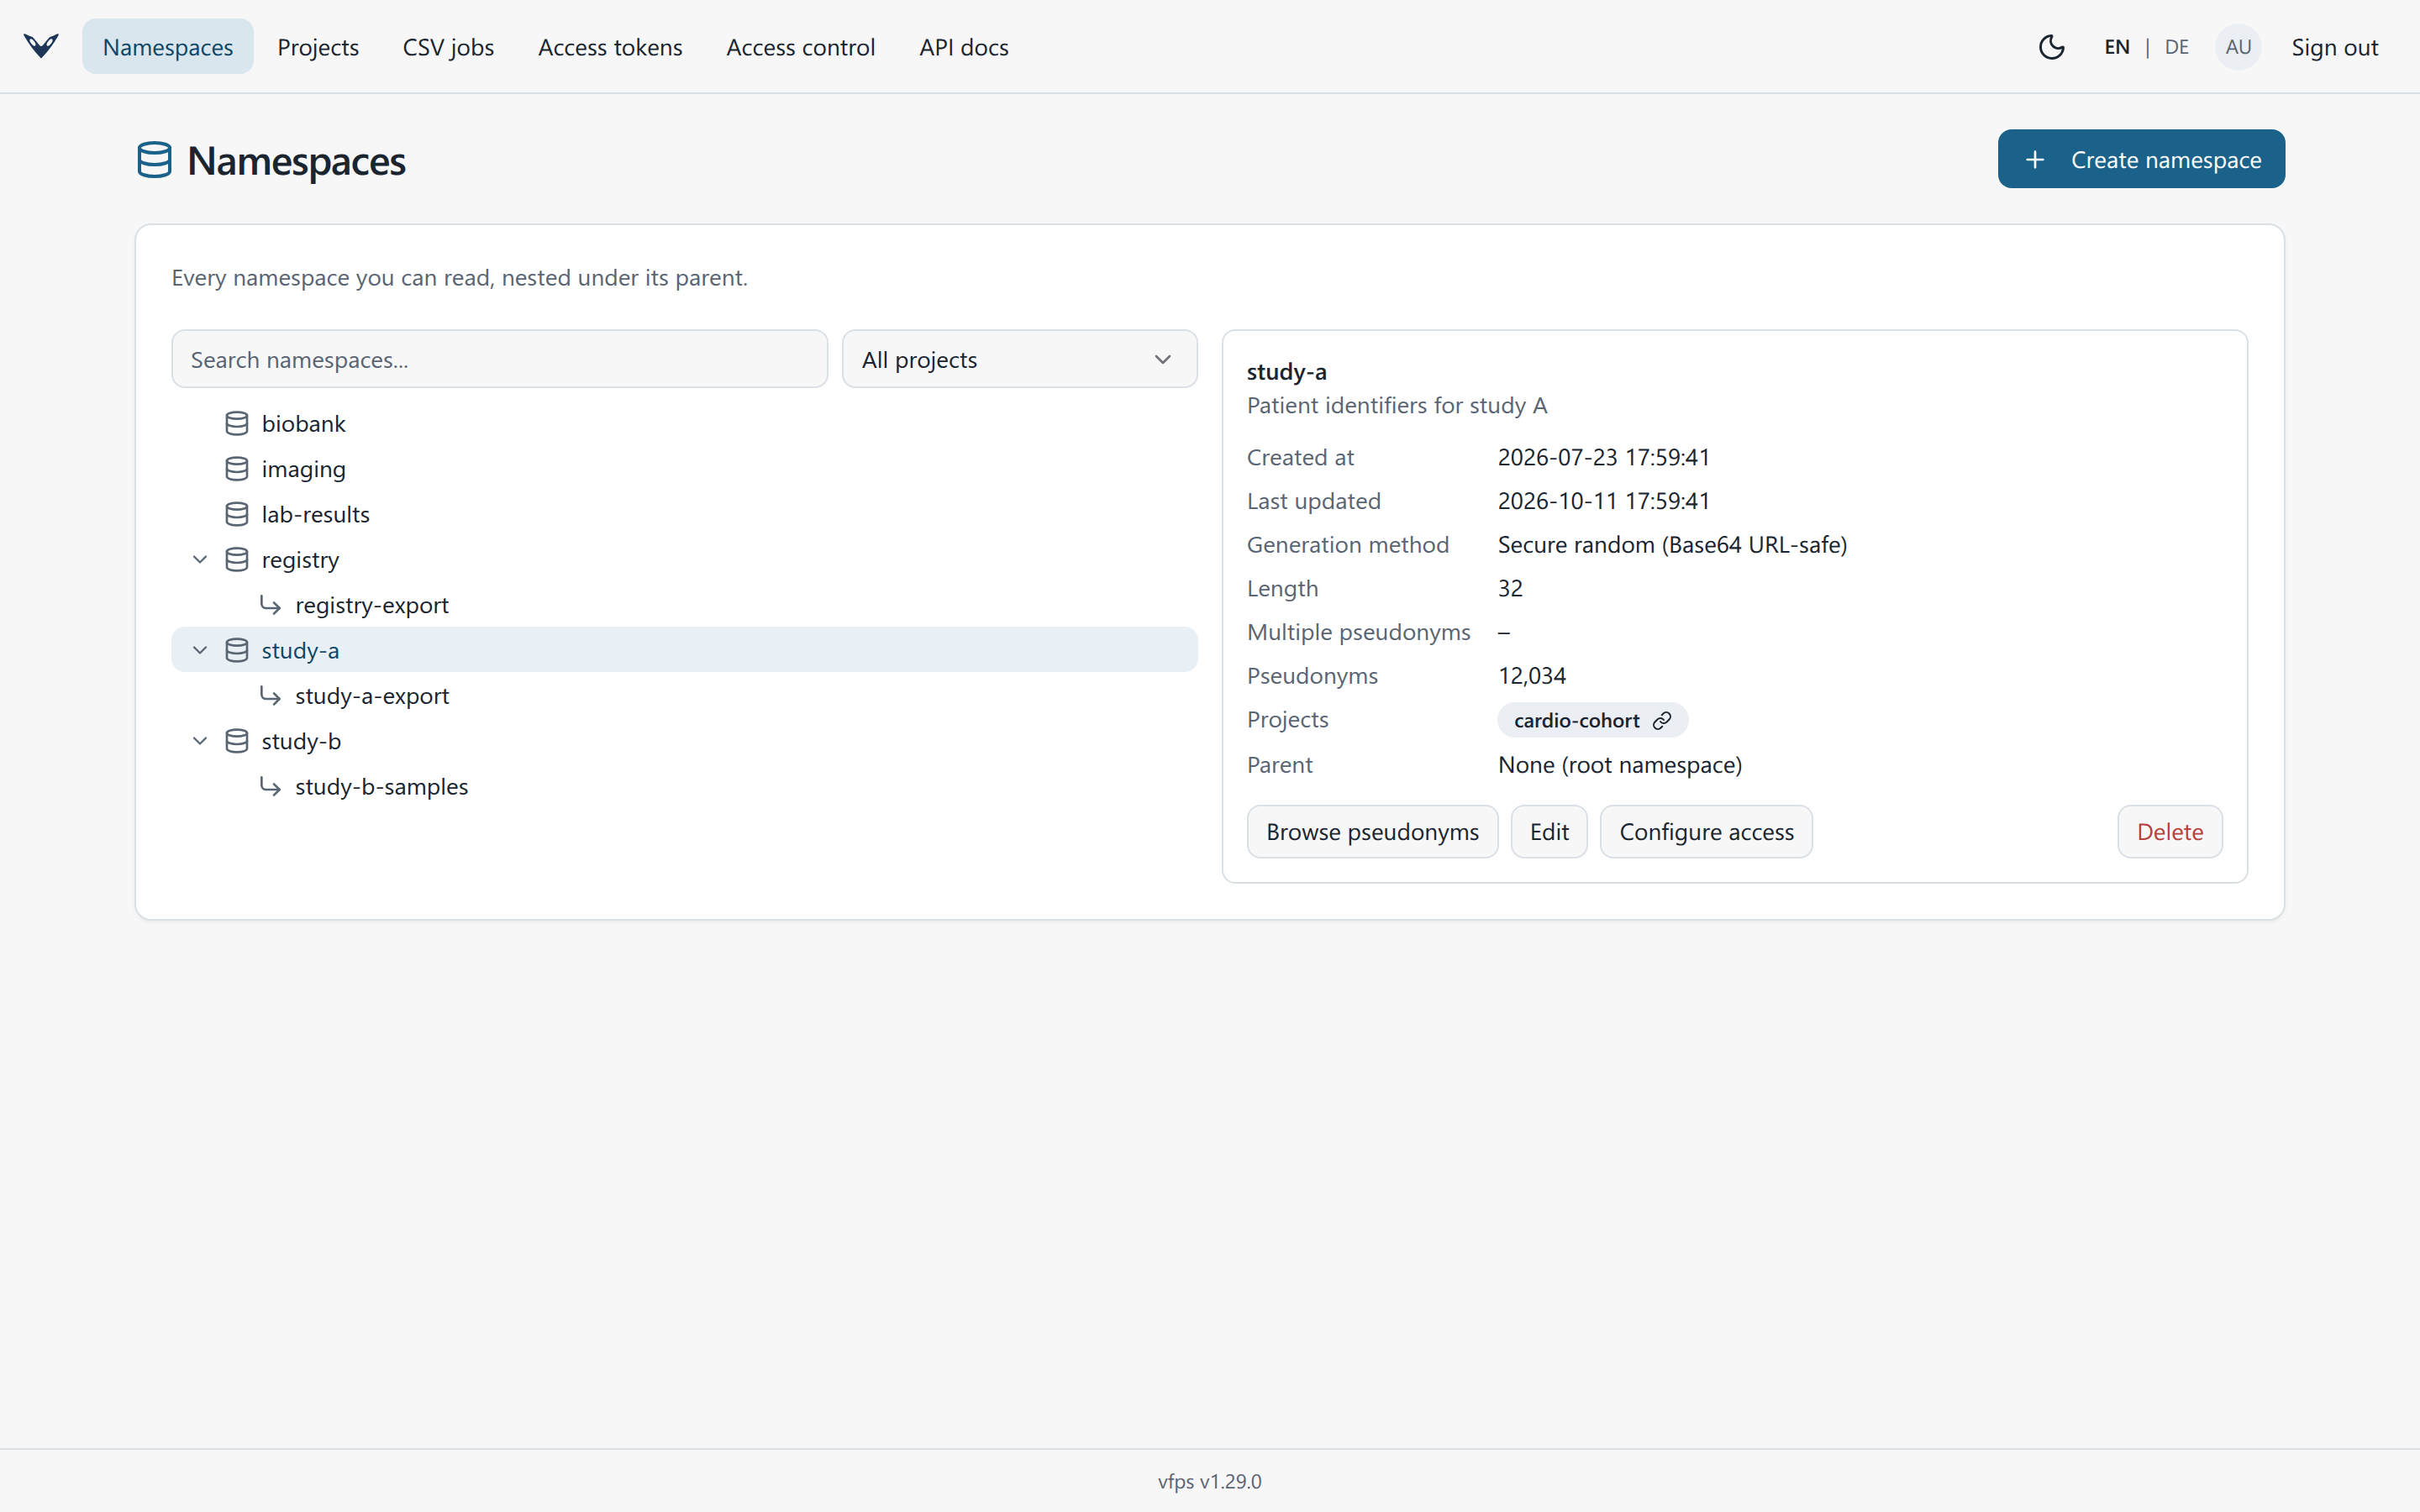 Namespaces Projects CSV jobs Access tokens Access control API docs EN | DE AU Sign out
Namespaces
Create namespace
Every namespace you can read, nested under its parent.
Search namespaces...
All projects
biobank
imaging
lab-results
registry
registry-export
study-a
study-a-export
study-b
study-b-samples
study-a
Patient identifiers for study A
Created at 2026-07-23 17:59:41
Last updated 2026-10-11 17:59:41
Generation method Secure random (Base64 URL-safe)
Length 32
Multiple pseudonyms –
Pseudonyms 12,034
Projects cardio-cohort
Parent None (root namespace)
Browse pseudonyms Edit Configure access Delete
vfps v1.29.0